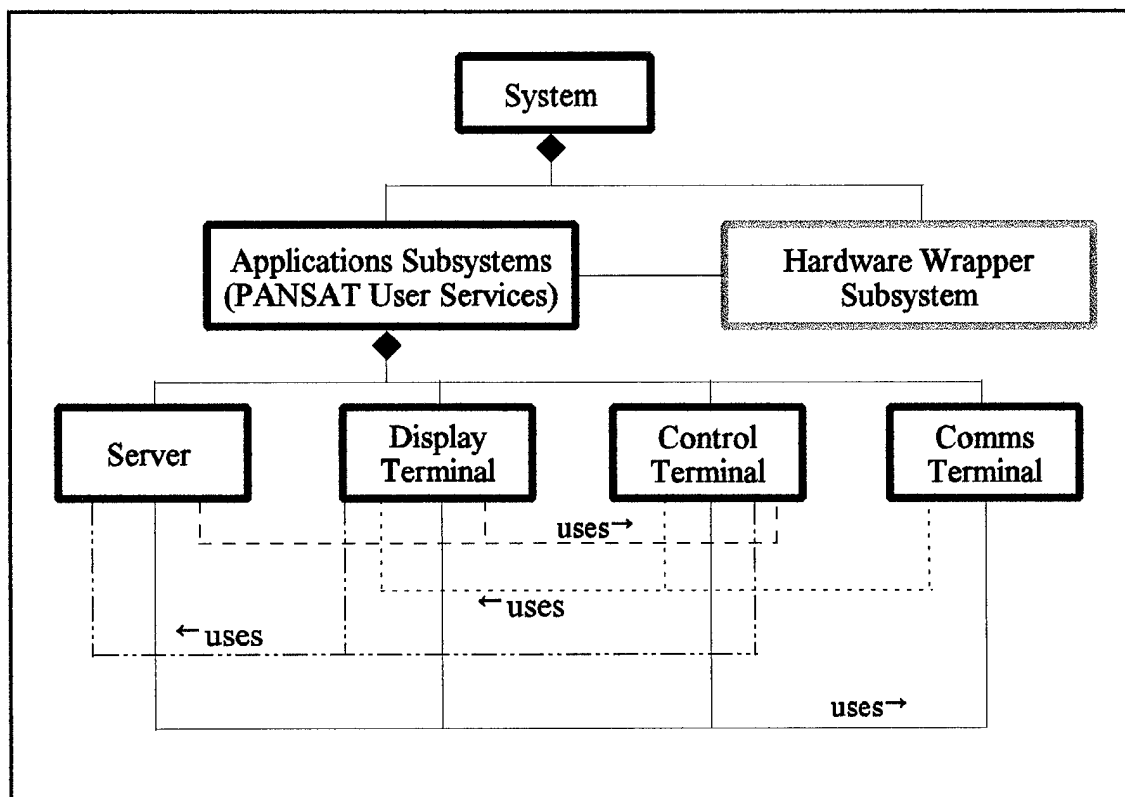 System
Applications Subsystems
(PANSAT User Services)
Hardware Wrapper
Subsystem
Server
Display
Terminal
Control
Terminal
Comms
Terminal
uses→
←uses
←uses
uses→